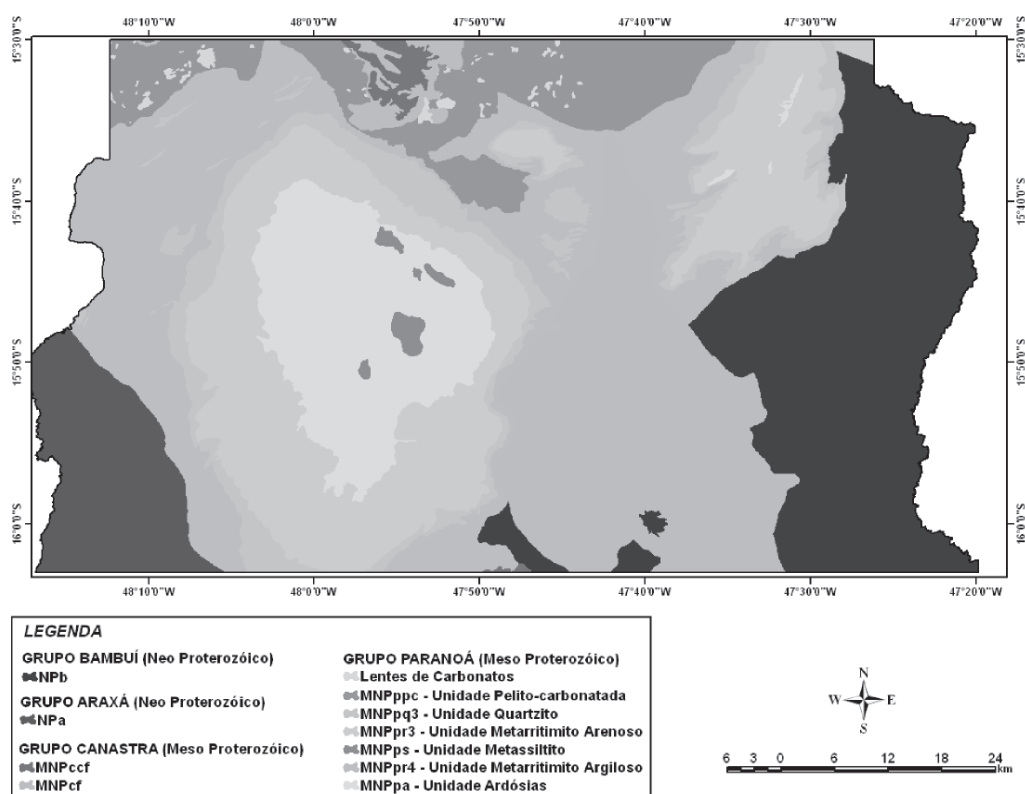 48°10'0"W 48°0'0"W 47°50'0"W 47°40'0"W 47°30'0"W 47°20'0"W
15°30'0"S 15°30'0"S
15°40'0"S 15°40'0"S
15°50'0"S 15°50'0"S
16°0'0"S 16°0'0"S
48°10'0"W 48°0'0"W 47°50'0"W 47°40'0"W 47°30'0"W 47°20'0"W
LEGENDA
GRUPO BAMBUÍ (Neo Proterozóico)
NPb
GRUPO ARAXÁ (Neo Proterozóico)
NPa
GRUPO CANASTRA (Meso Proterozóico)
MNPccf
MNPcf
GRUPO PARANOÁ (Meso Proterozóico)
Lentes de Carbonatos
MNPppc - Unidade Pelito-carbonatada
MNPpq3 - Unidade Quartzito
MNPpr3 - Unidade Metarritimito Arenoso
MNPps - Unidade Metassiltito
MNPpr4 - Unidade Metarritimito Argiloso
MNPpa - Unidade Ardósias
N
W E
S
6 3 0 6 12 18 24
km